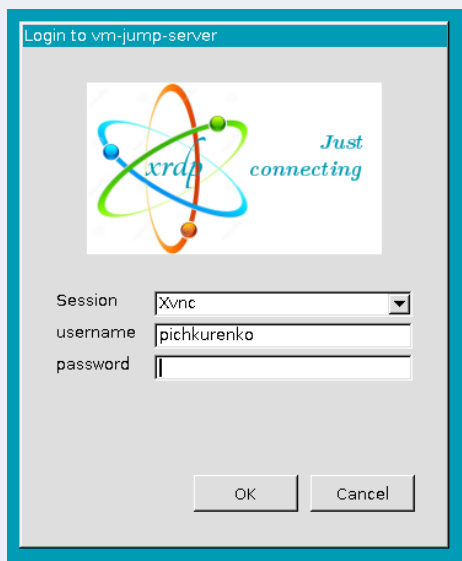 Login to vm-jump-server
Just
xrdp connecting
Session Xvnc
username pichkurenko
password
OK Cancel